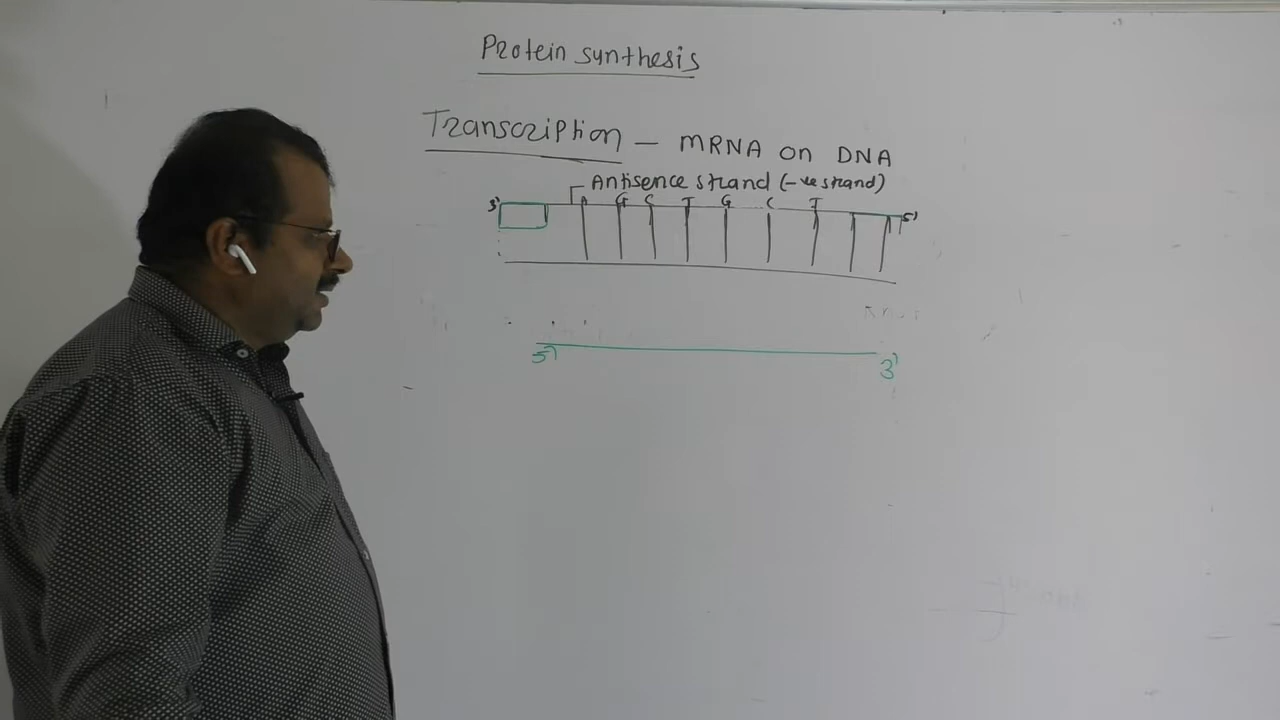 Protein synthesis
Transcription — mRNA on DNA
Antisence strand (-ve strand)
3' A G C T G C T 5'
5' 3'